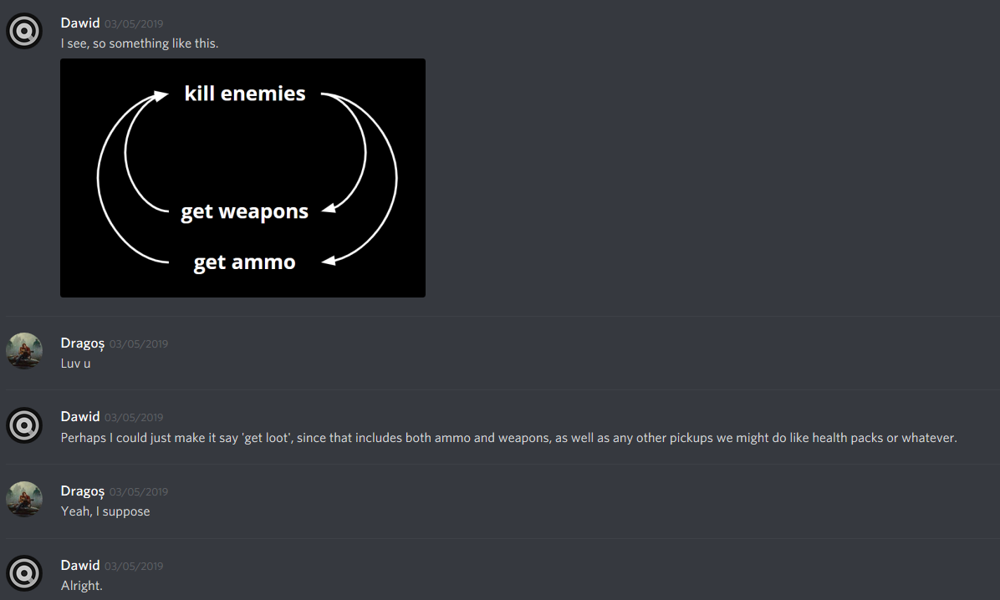 Dawid 03/05/2019
I see, so something like this.
kill enemies
get weapons
get ammo
Dragoș 03/05/2019
Luv u
Dawid 03/05/2019
Perhaps I could just make it say 'get loot', since that includes both ammo and weapons, as well as any other pickups we might do like health packs or whatever.
Dragoș 03/05/2019
Yeah, I suppose
Dawid 03/05/2019
Alright.